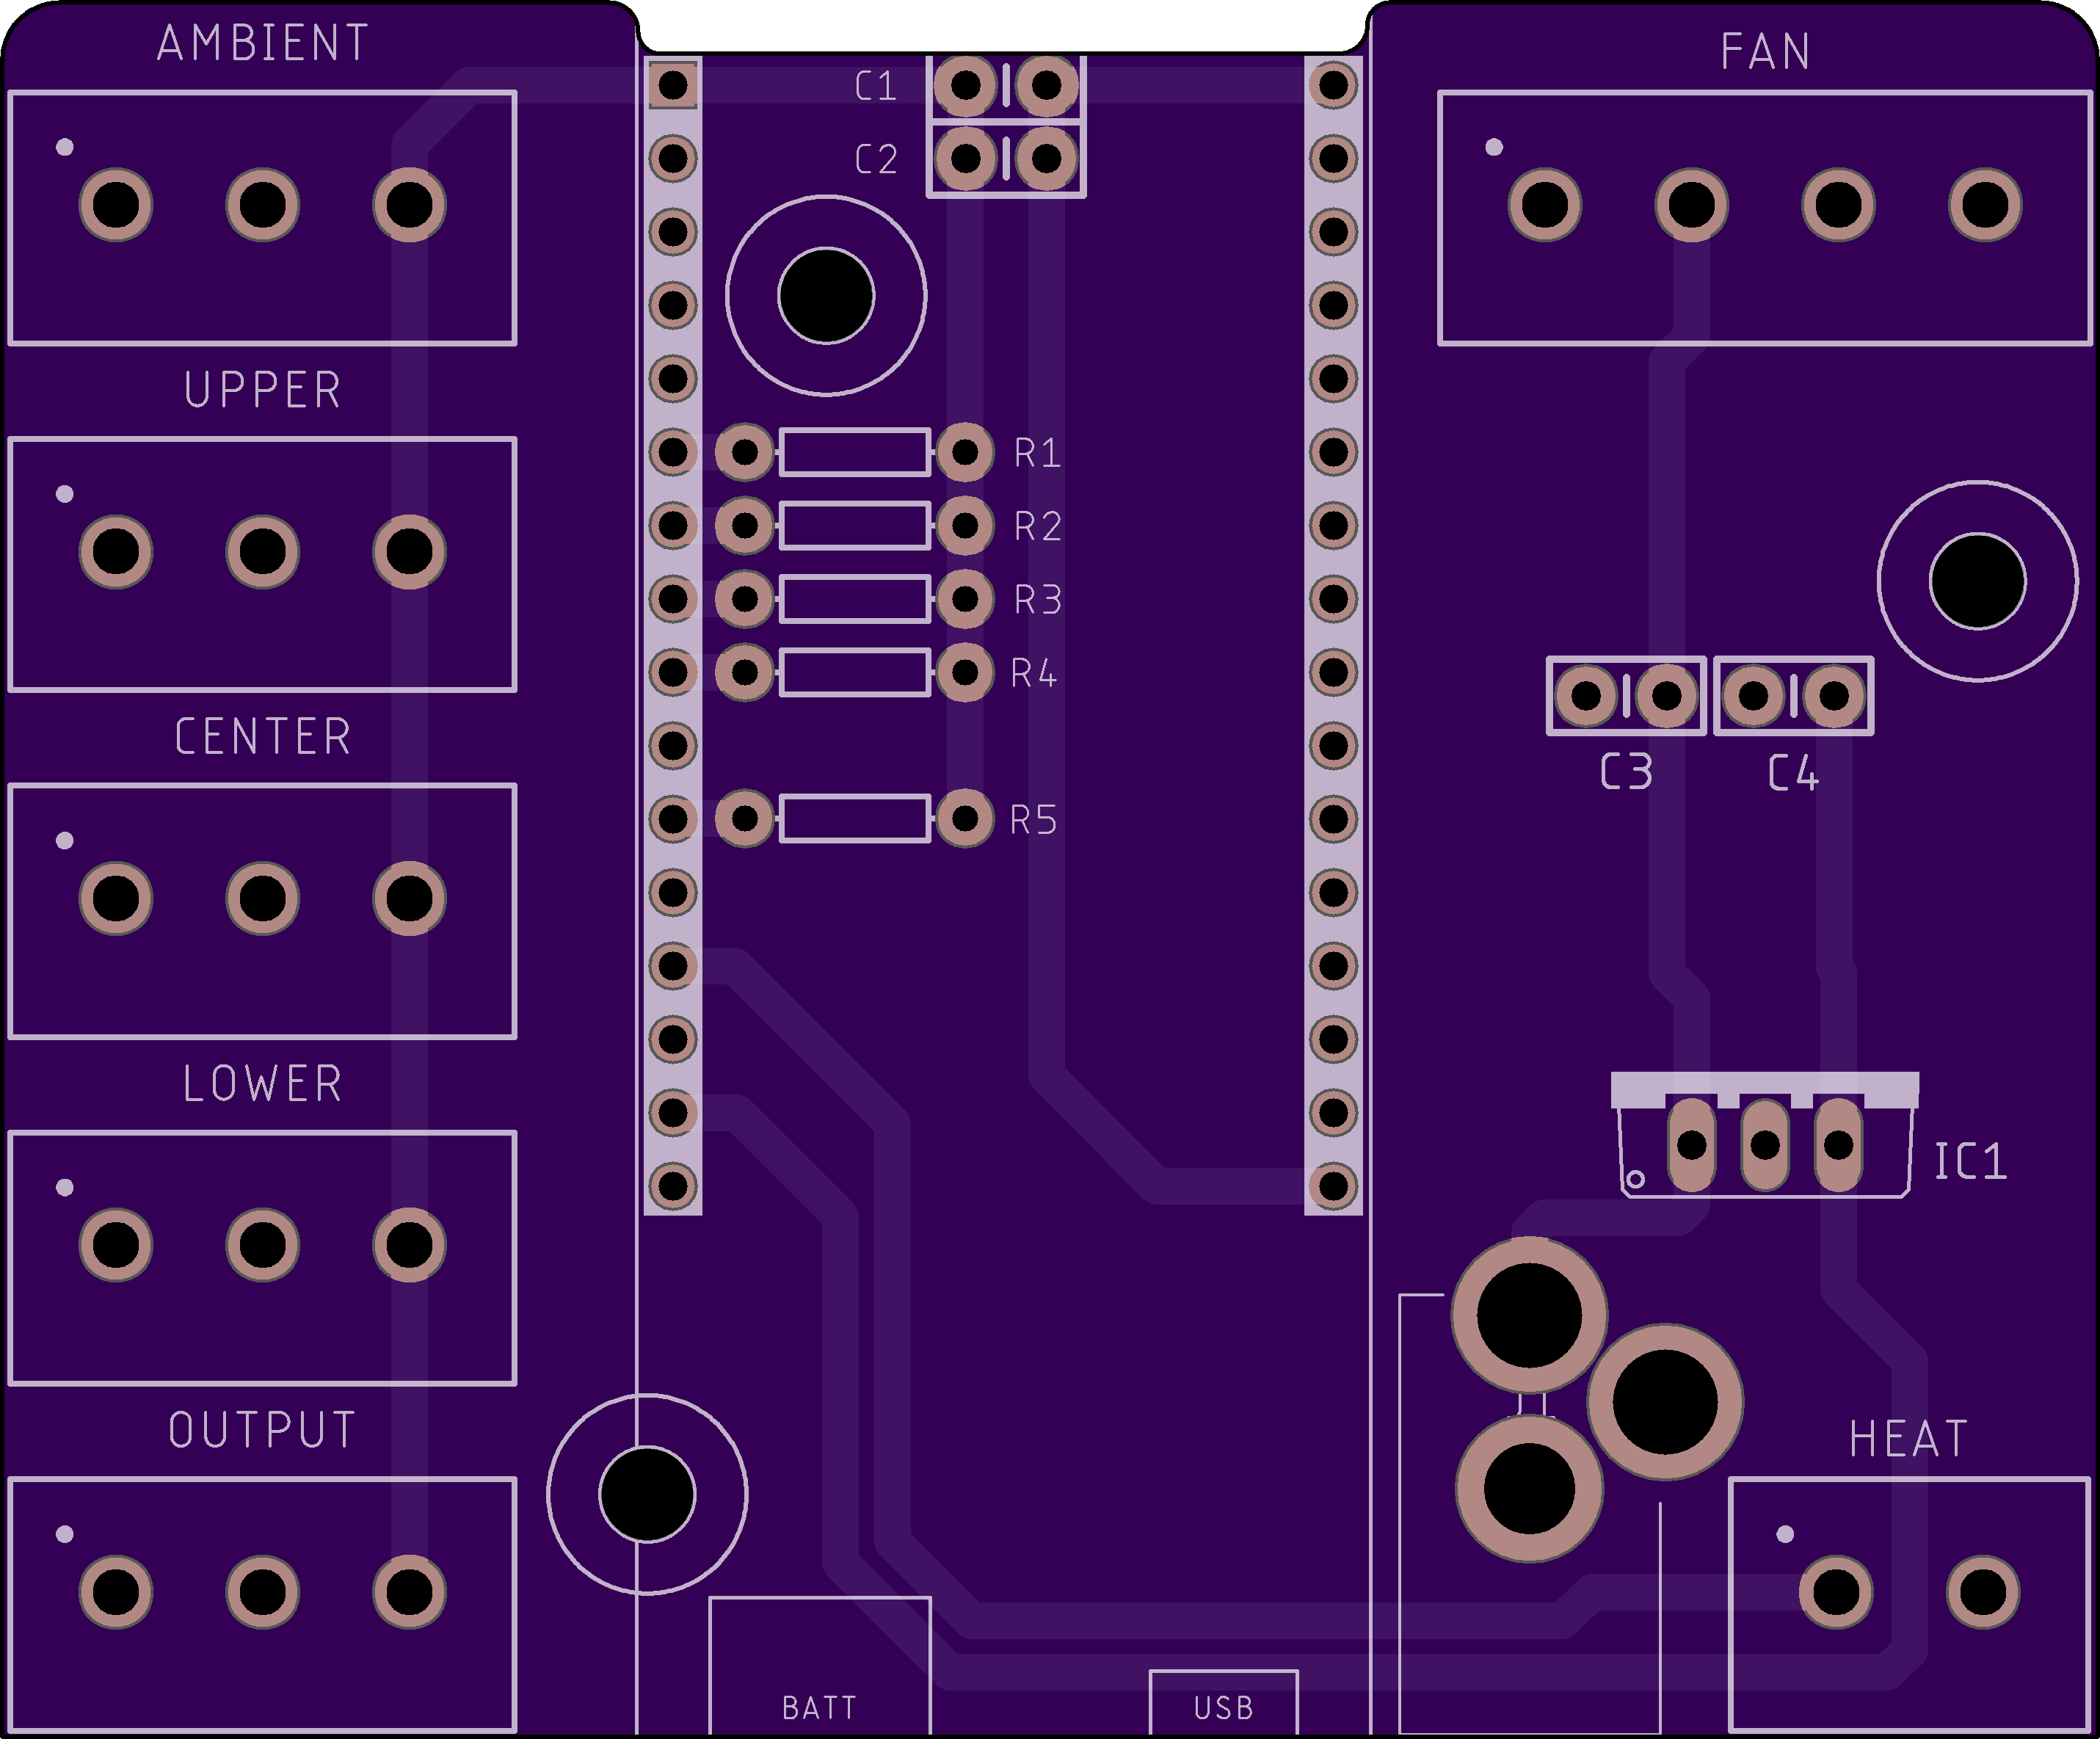 AMBIENT
FAN
C1
C2
UPPER
R1
R2
R3
R4
CENTER
C3 C4
R5
LOWER
IC1
OUTPUT
HEAT
BATT
USB